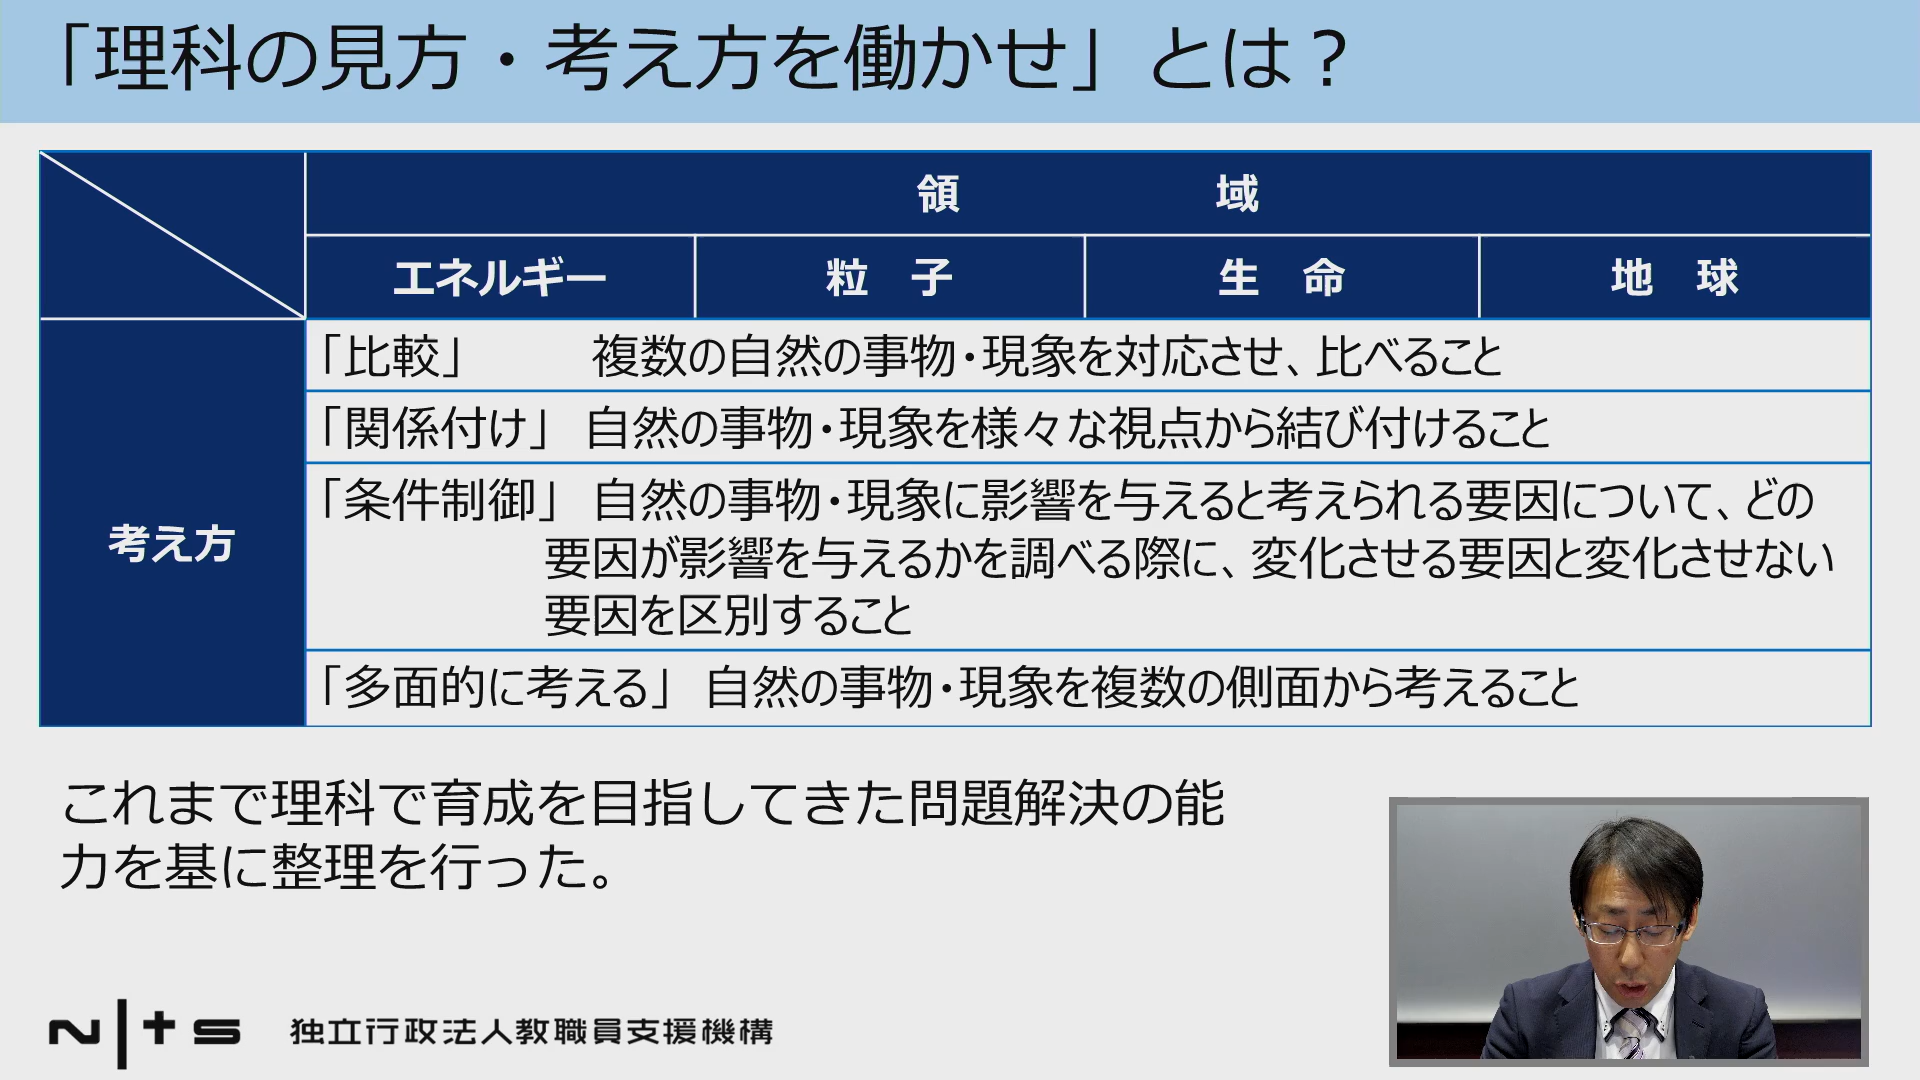 「理科の見方・考え方を働かせ」とは？
領　域
エネルギー
粒　子
生　命
地　球
考え方
「比較」　複数の自然の事物・現象を対応させ、比べること
「関係付け」 自然の事物・現象を様々な視点から結び付けること
「条件制御」 自然の事物・現象に影響を与えると考えられる要因について、どの
要因が影響を与えるかを調べる際に、変化させる要因と変化させない
要因を区別すること
「多面的に考える」 自然の事物・現象を複数の側面から考えること
これまで理科で育成を目指してきた問題解決の能
力を基に整理を行った。
N|ts 独立行政法人教職員支援機構